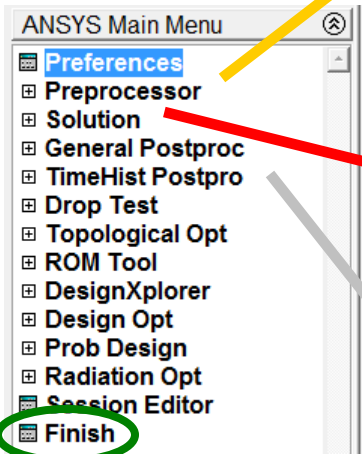 ANSYS Main Menu
Preferences
Preprocessor
Solution
General Postproc
TimeHist Postpro
Drop Test
Topological Opt
ROM Tool
DesignXplorer
Design Opt
Prob Design
Radiation Opt
Session Editor
Finish